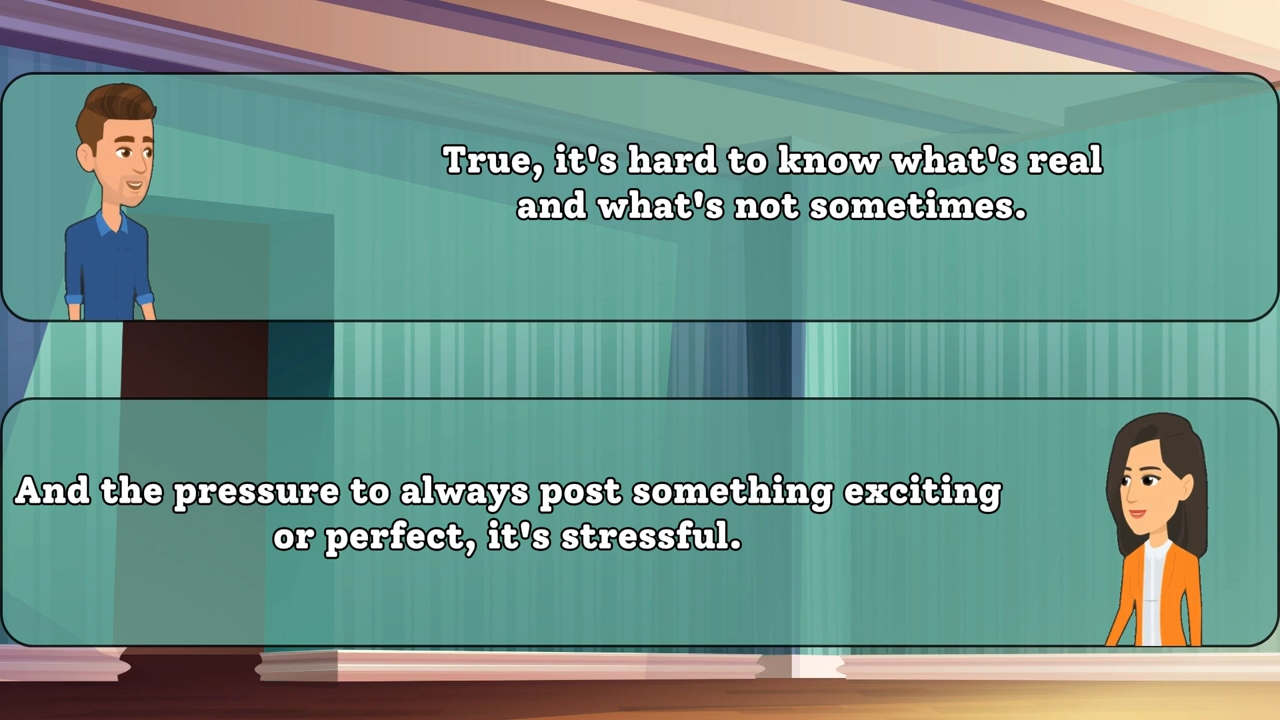 True, it's hard to know what's real
and what's not sometimes.
And the pressure to always post something exciting
or perfect, it's stressful.